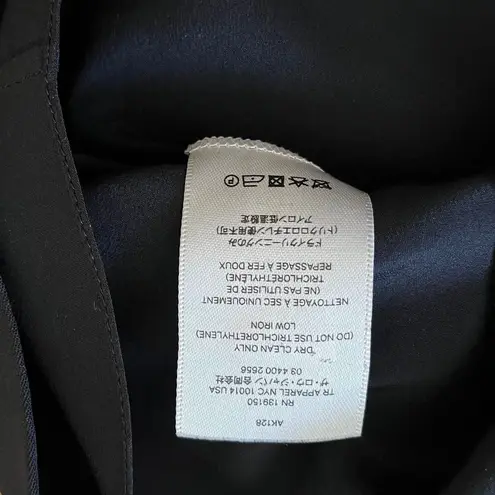 AK128
RN 139150
TR APPAREL NYC 10014 USA
ザ・ロウ・ジャパン 合同会社
03 4400 2656
"DRY CLEAN ONLY
(DO NOT USE TRICHLORETHYLENE)
LOW IRON
NETTOYAGE À SEC UNIQUEMENT
(NE PAS UTILISER DE
TRICHLORÉTHYLÈNE)
REPASSAGE À FER DOUX
ドライクリーニングのみ
(トリクロロエチレン使用不可)
アイロン低温設定
P